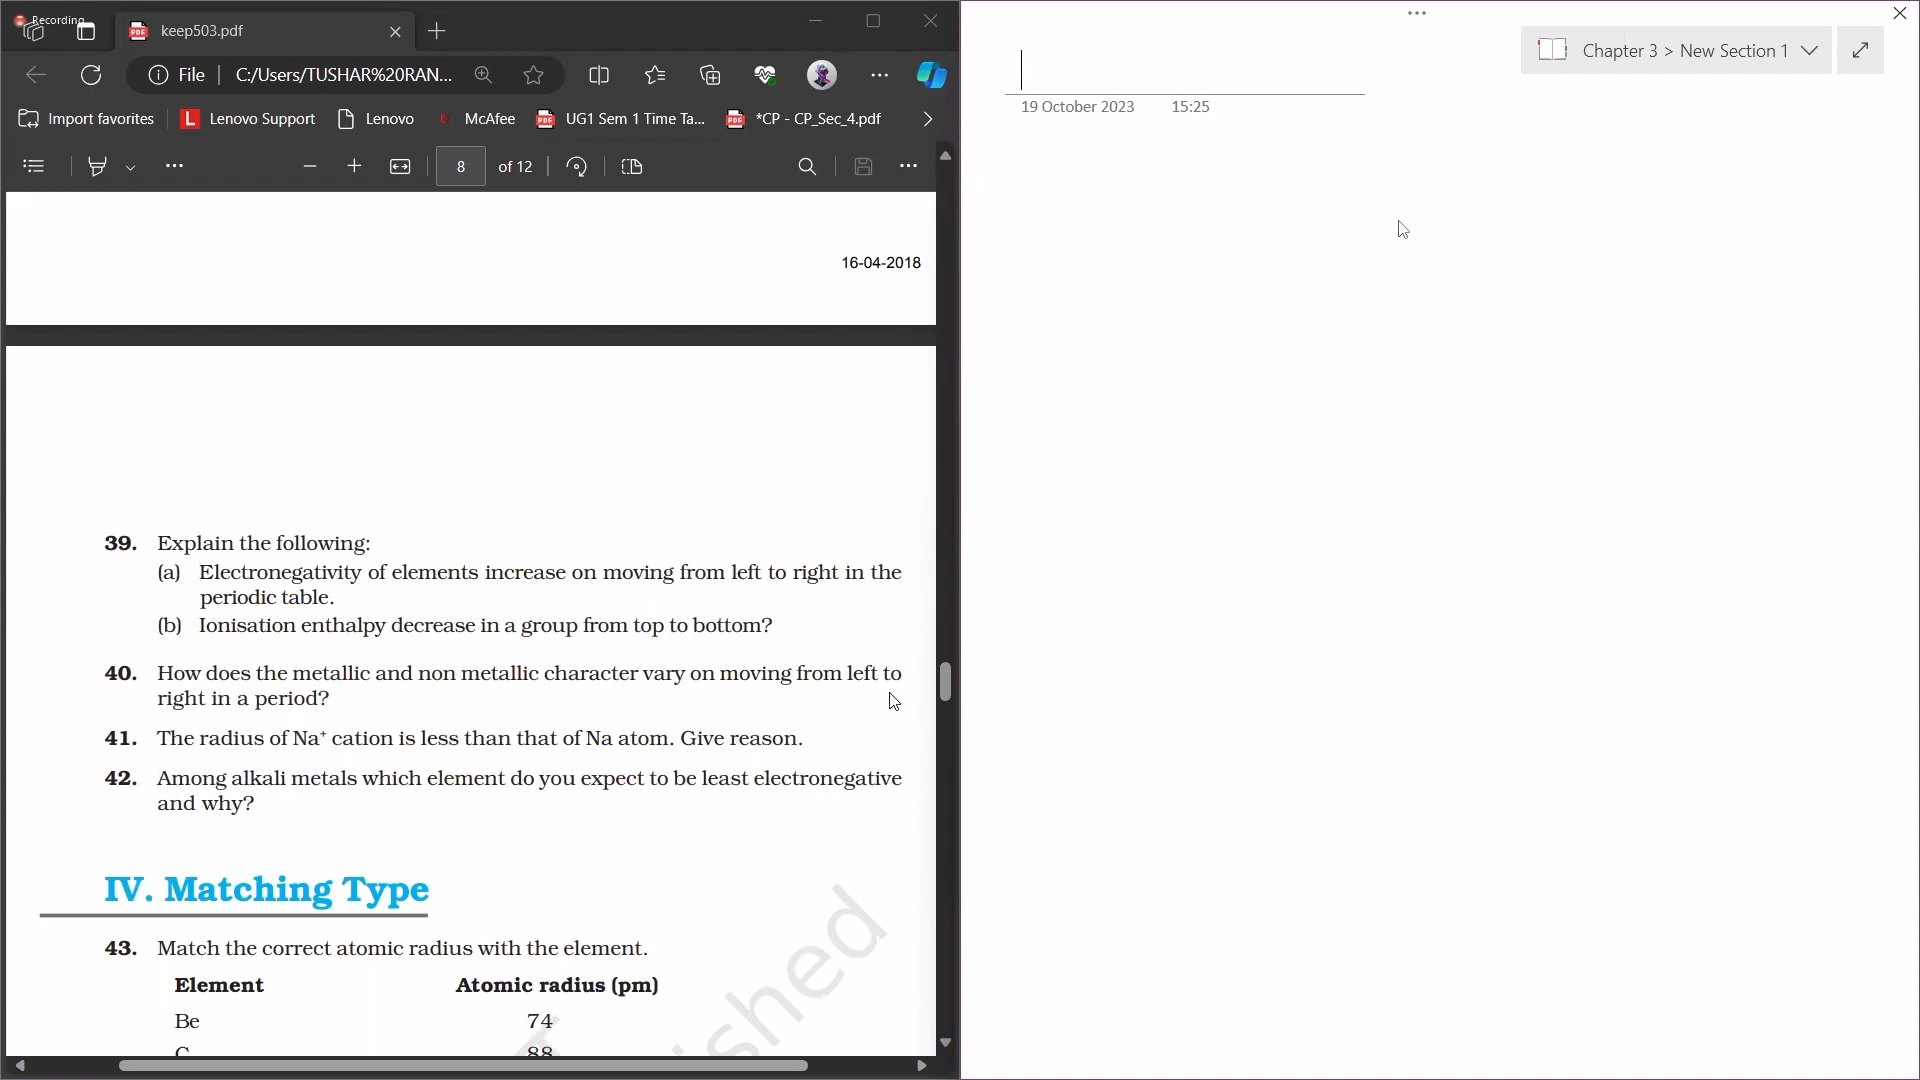 Recording
keep503.pdf
File
C:/Users/TUSHAR%20RAN...
Import favorites
Lenovo Support
Lenovo
McAfee
UG1 Sem 1 Time Ta...
*CP - CP_Sec_4.pdf
8 of 12
16-04-2018
39. Explain the following:
(a) Electronegativity of elements increase on moving from left to right in the
periodic table.
(b) Ionisation enthalpy decrease in a group from top to bottom?
40. How does the metallic and non metallic character vary on moving from left to
right in a period?
41. The radius of Na⁺ cation is less than that of Na atom. Give reason.
42. Among alkali metals which element do you expect to be least electronegative
and why?
IV. Matching Type
43. Match the correct atomic radius with the element.
Element Atomic radius (pm)
Be 74
C 88
Chapter 3 > New Section 1
19 October 2023 15:25